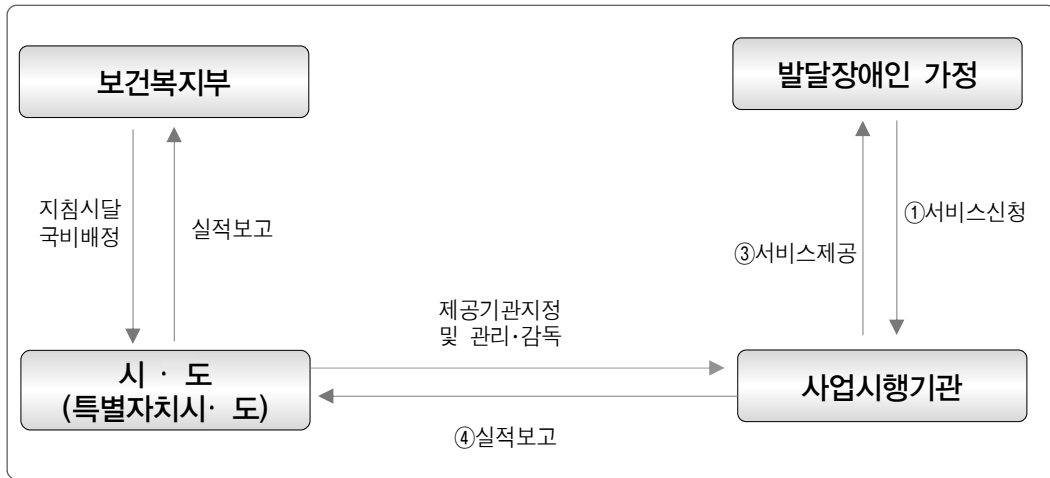 보건복지부
발달장애인 가정
지침시달
국비배정
실적보고
①서비스신청
③서비스제공
제공기관지정
및 관리·감독
시 · 도
(특별자치시· 도)
사업시행기관
④실적보고